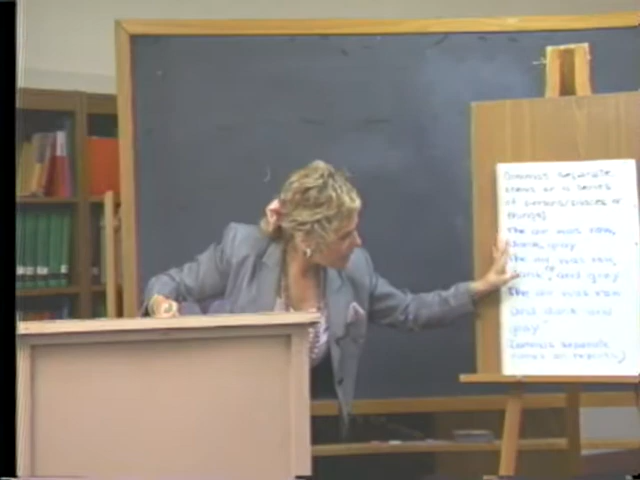 Commas separate
items in a series
of persons/places or
things)
The air was raw,
dank, gray
The air was raw,
dank, and gray
The air was raw
and dank and
gray
(commas separate